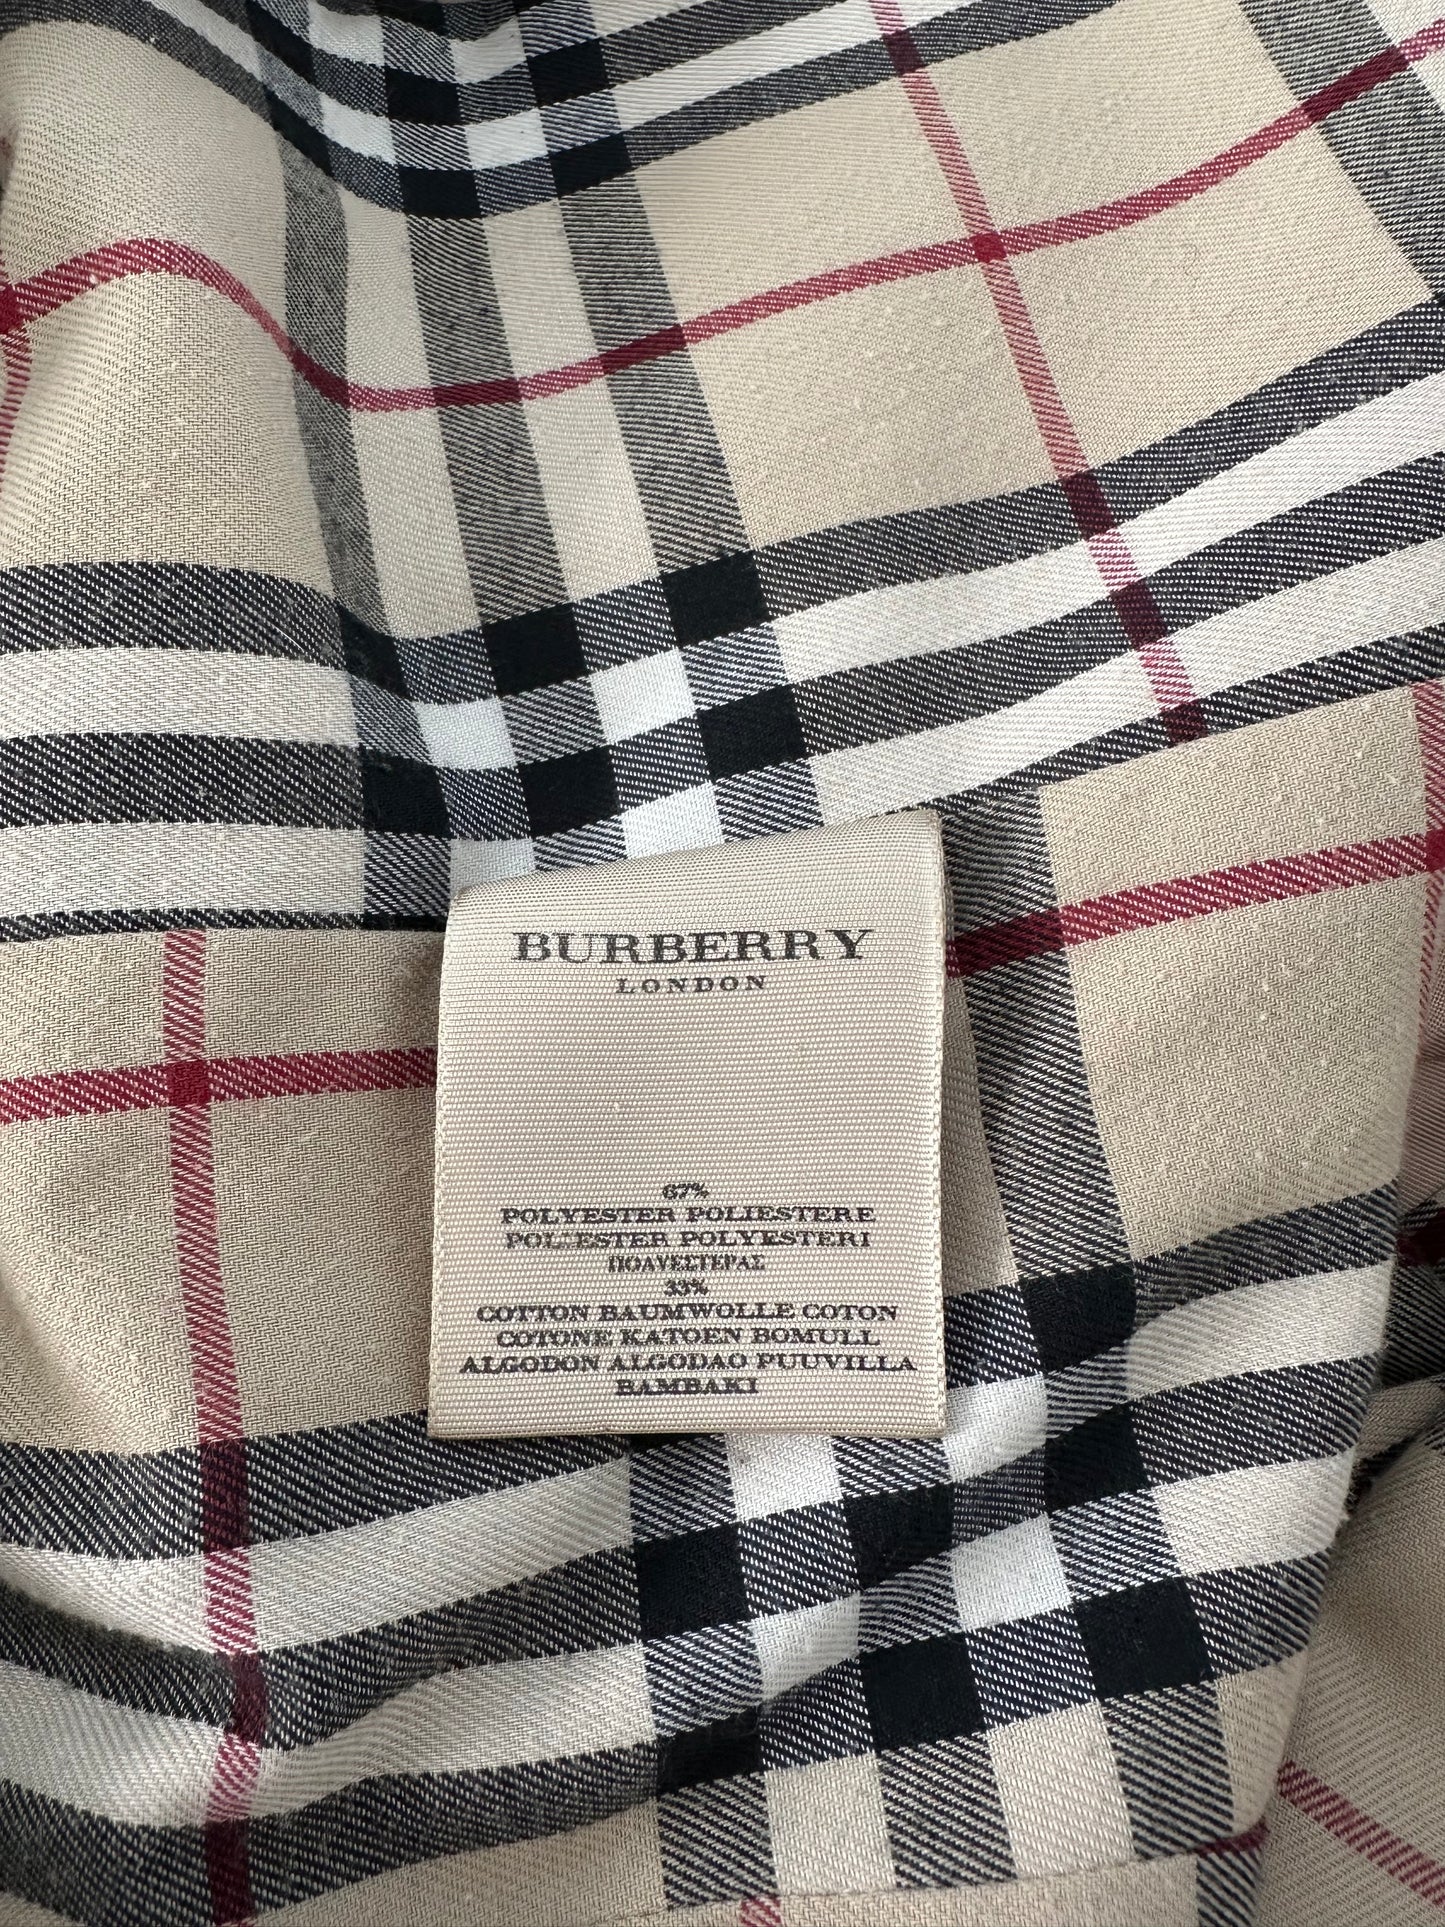 BURBERRY
LONDON
67%
POLYESTER POLIESTERE
POLIESTER POLYESTERI
ΠΟΛΥΕΣΤΕΡΑΣ
33%
COTTON BAUMWOLLE COTON
COTONE KATOEN BOMULL
ALGODON ALGODAO PUUVILLA
BAMBAKI